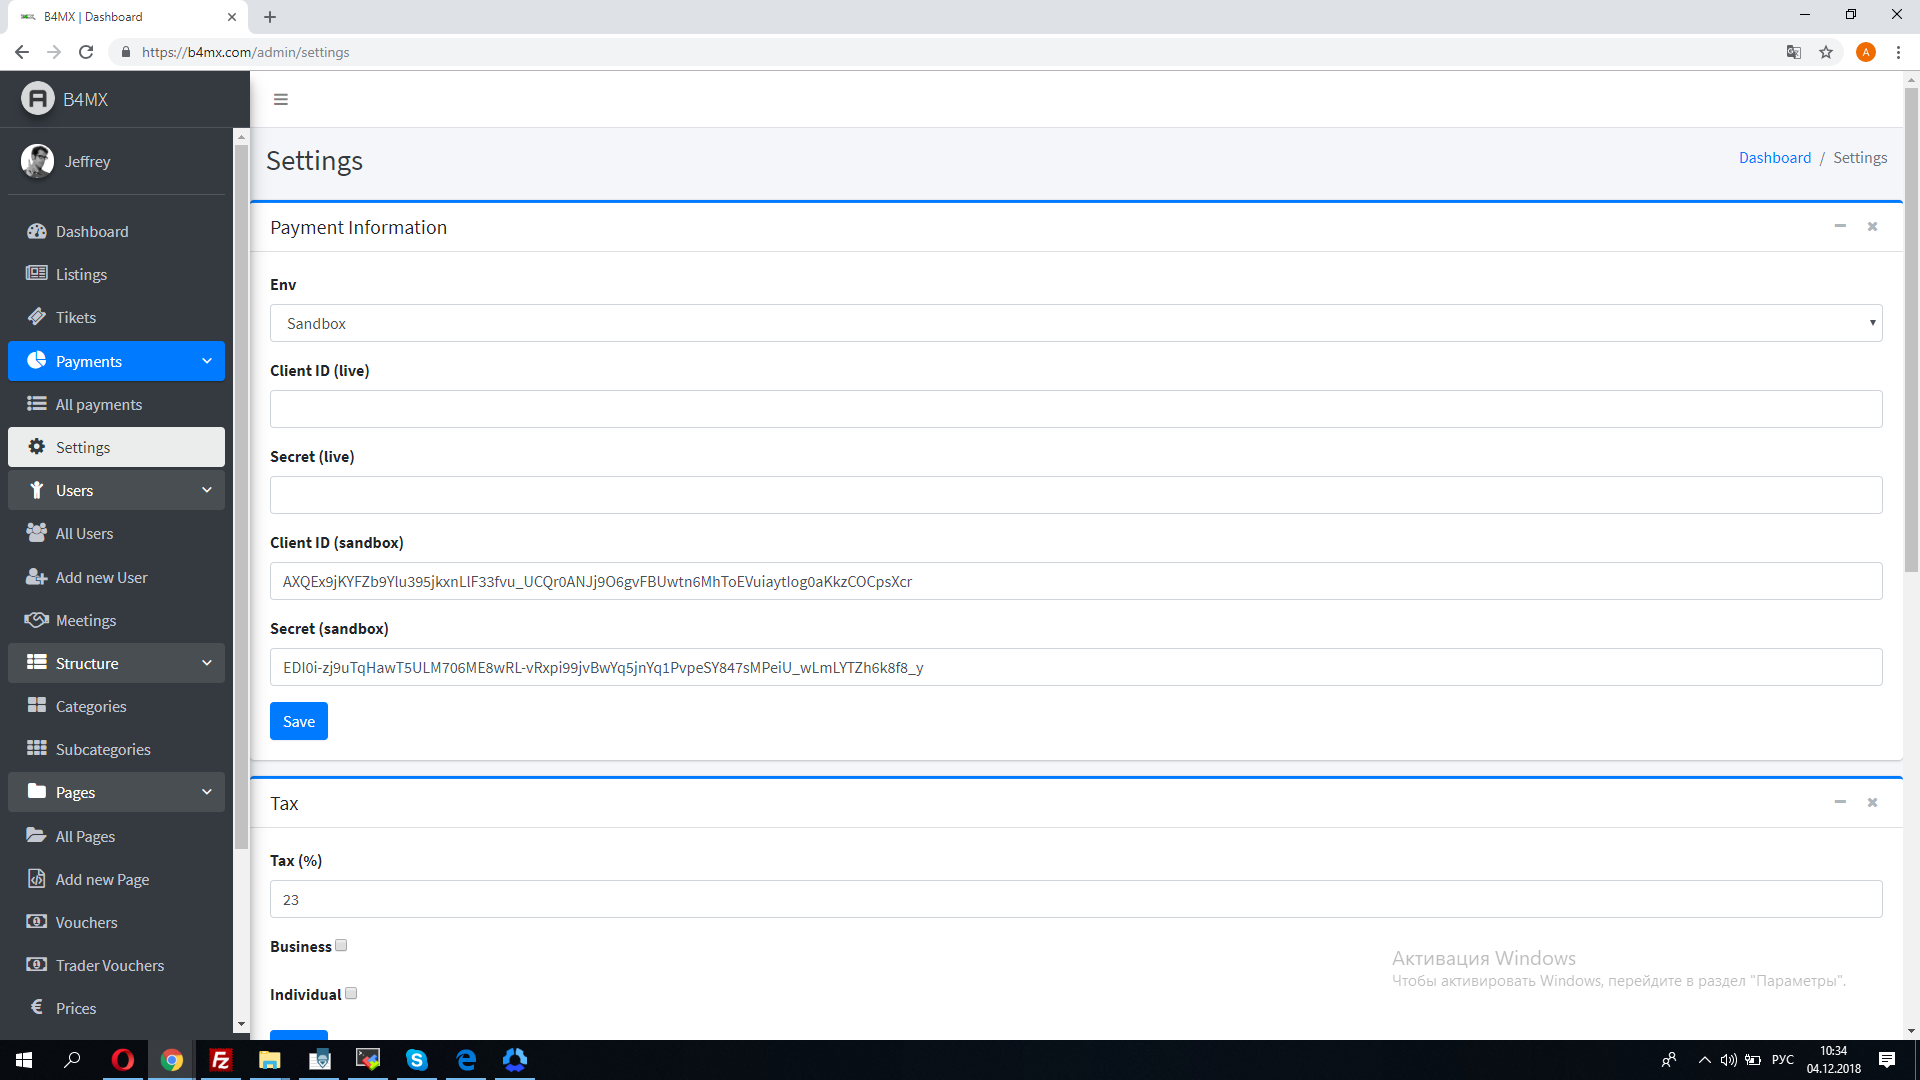 B4MX | Dashboard
https://b4mx.com/admin/settings
A
B4MX
Jeffrey
Dashboard
Listings
Tikets
Payments
All payments
Settings
Users
All Users
Add new User
Meetings
Structure
Categories
Subcategories
Pages
All Pages
Add new Page
Vouchers
Trader Vouchers
Prices
Settings
Dashboard / Settings
Payment Information
Env
Sandbox
Client ID (live)
Secret (live)
Client ID (sandbox)
AXQEx9jKYFZb9Ylu395jkxnLlF33fvu_UCQr0ANJj9O6gvFBUwtn6MhToEVuiaytIog0aKkzCOCpsXcr
Secret (sandbox)
EDI0i-zj9uTqHawT5ULM706ME8wRL-vRxpi99jvBwYq5jnYq1PvpeSY847sMPeiU_wLmLYTZh6k8f8_y
Save
Tax
Tax (%)
23
Business
Individual
Активация Windows
Чтобы активировать Windows, перейдите в раздел "Параметры".
РУС
10:34
04.12.2018